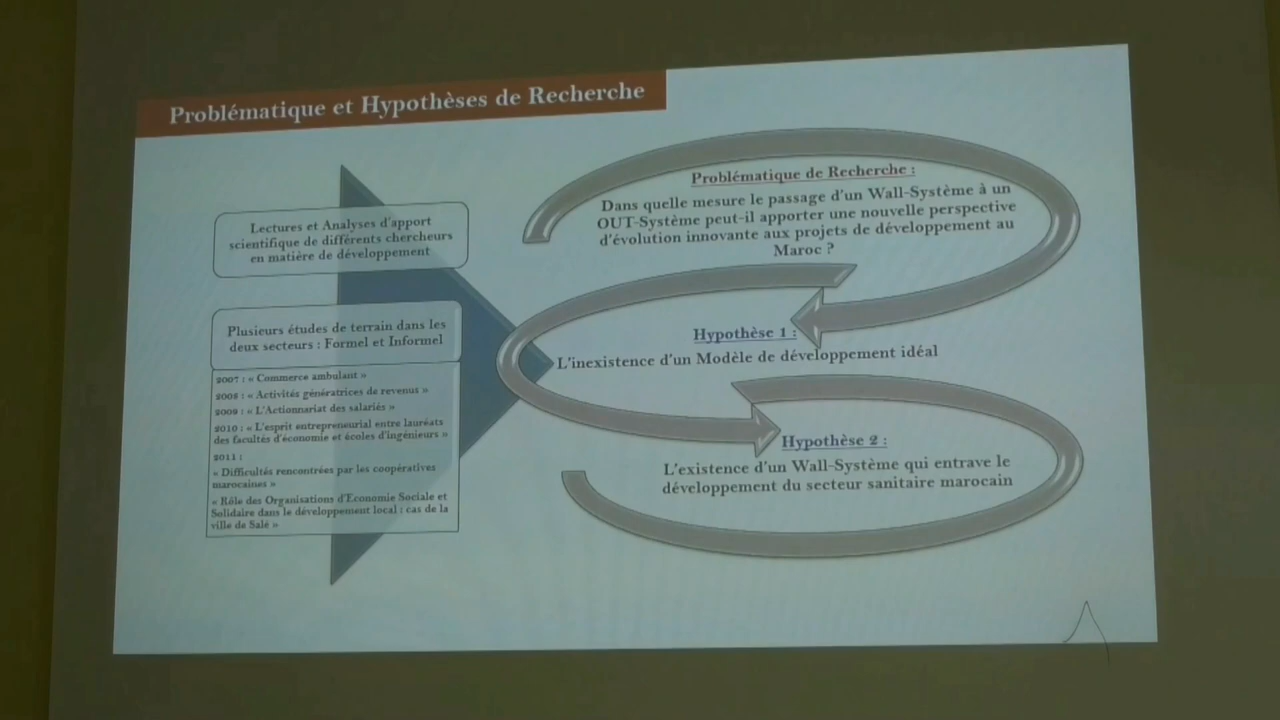 Problématique et Hypothèses de Recherche
Lectures et Analyses d'apport
scientifique de différents chercheurs
en matière de développement
Plusieurs études de terrain dans les
deux secteurs : Formel et Informel
2007 : « Commerce ambulant »
2008 : « Activités génératrices de revenus »
2009 : « L'Actionnariat des salariés »
2010 : « L'esprit entrepreneurial entre lauréats
des facultés d'économie et écoles d'ingénieurs »
2011 :
« Difficultés rencontrées par les coopératives
marocaines »
« Rôle des Organisations d'Economie Sociale et
Solidaire dans le développement local : cas de la
ville de Salé »
Problématique de Recherche :
Dans quelle mesure le passage d'un Wall-Système à un
OUT-Système peut-il apporter une nouvelle perspective
d'évolution innovante aux projets de développement au
Maroc ?
Hypothèse 1 :
L'inexistence d'un Modèle de développement idéal
Hypothèse 2 :
L'existence d'un Wall-Système qui entrave le
développement du secteur sanitaire marocain